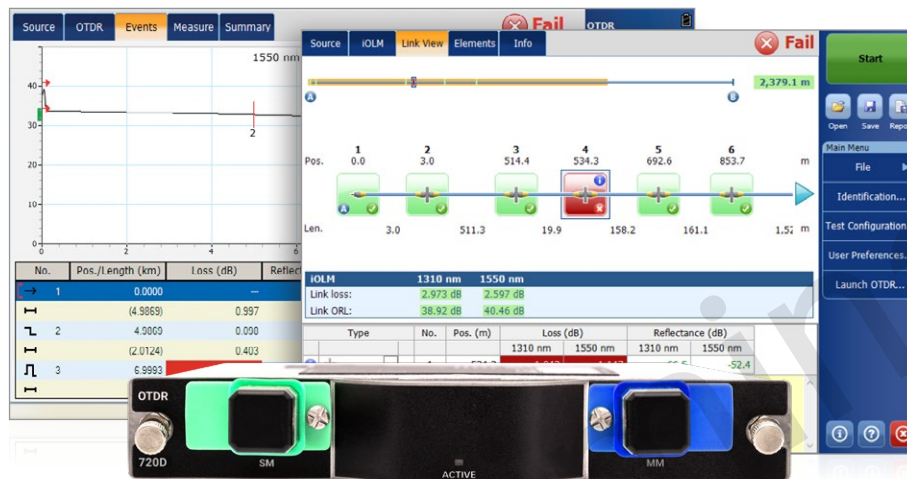 Source OTDR Events Measure Summary
Fail
OTDR
1550 nm
40
30
20
10
0
0 2 4 6
2
No. Pos./Length (km) Loss (dB)
1 0.0000 ---
(4.9869) 0.997
2 4.9869 0.098
(2.0124) 0.403
3 6.9993
Source iOLM Link View Elements Info
Fail
2,379.1 m
A B
1 2 3 4 5 6
Pos. 0.0 3.0 514.4 534.3 692.6 853.7 m
A
Len. 3.0 511.3 19.9 158.2 161.1 m
iOLM 1310 nm 1550 nm
Link loss: 2.973 dB 2.597 dB
Link ORL: 38.92 dB 40.46 dB
Type No. Pos. (m) Loss (dB) Reflectance (dB)
1310 nm 1550 nm 1310 nm 1550 nm
-52.4
Start
Open Save
Main Menu
File
Identification...
Test Configuration
User Preferences..
Launch OTDR...
OTDR
720D
SM
ACTIVE
MM